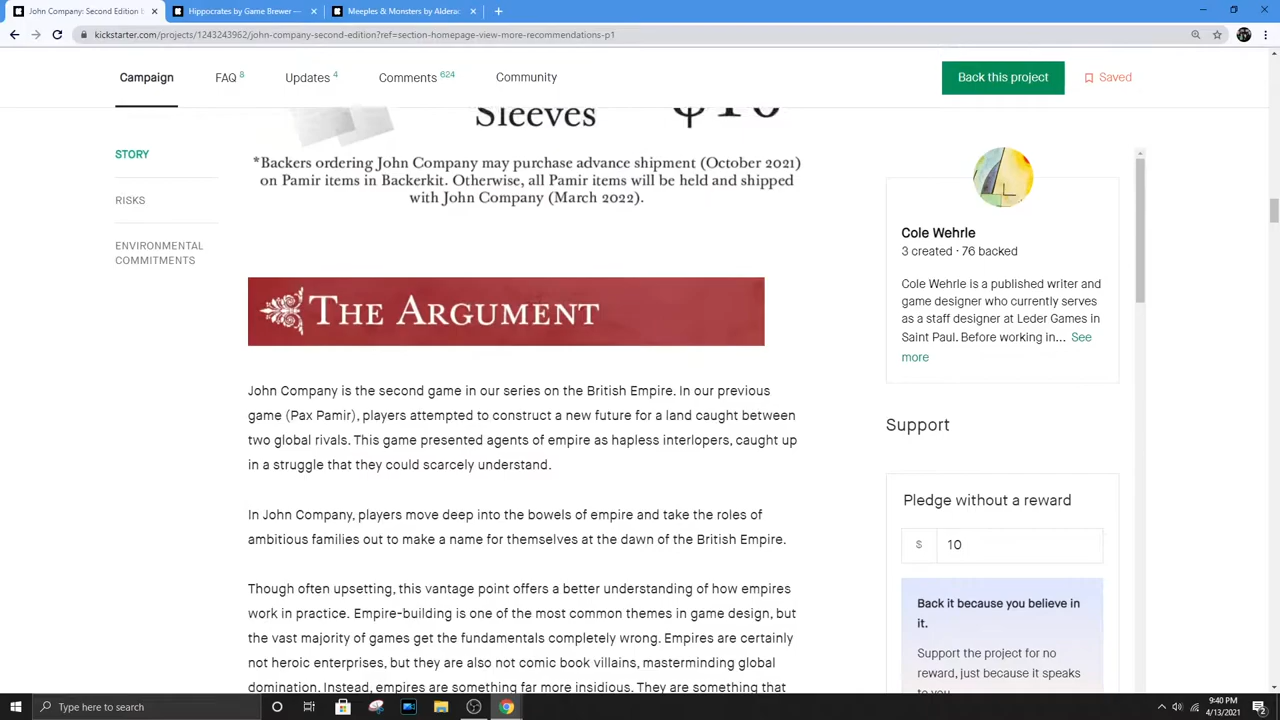 John Company: Second Edition b
Hippocrates by Game Brewer —
Meeples & Monsters by Alderac
kickstarter.com/projects/1243243962/john-company-second-edition?ref=section-homepage-view-more-recommendations-p1
Campaign FAQ 8 Updates 4 Comments 624 Community Back this project Saved
Sleeves $10
*Backers ordering John Company may purchase advance shipment (October 2021)
on Pamir items in Backerkit. Otherwise, all Pamir items will be held and shipped
with John Company (March 2022).
STORY
RISKS
ENVIRONMENTAL
COMMITMENTS
THE ARGUMENT
John Company is the second game in our series on the British Empire. In our previous
game (Pax Pamir), players attempted to construct a new future for a land caught between
two global rivals. This game presented agents of empire as hapless interlopers, caught up
in a struggle that they could scarcely understand.
In John Company, players move deep into the bowels of empire and take the roles of
ambitious families out to make a name for themselves at the dawn of the British Empire.
Though often upsetting, this vantage point offers a better understanding of how empires
work in practice. Empire-building is one of the most common themes in game design, but
the vast majority of games get the fundamentals completely wrong. Empires are certainly
not heroic enterprises, but they are also not comic book villains, masterminding global
domination. Instead, empires are something far more insidious. They are something that
Cole Wehrle
3 created · 76 backed
Cole Wehrle is a published writer and
game designer who currently serves
as a staff designer at Leder Games in
Saint Paul. Before working in... See
more
Support
Pledge without a reward
$ 10
Back it because you believe in
it.
Support the project for no
reward, just because it speaks
to you.
Type here to search
9:40 PM
4/13/2021
2